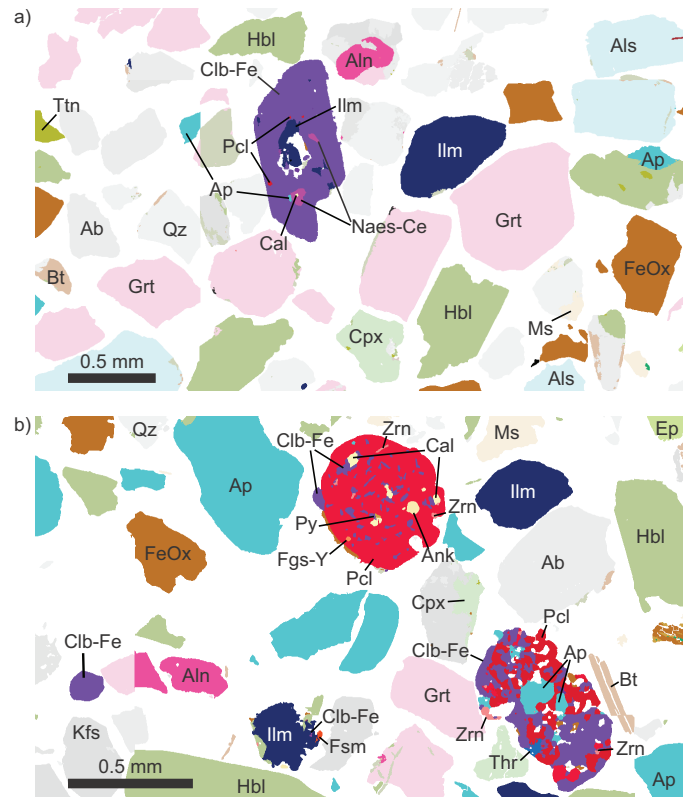 a)
Hbl
Als
Clb-Fe
Aln
Ilm
Ttn
Pcl
Ilm
Ap
Ap
Grt
Ab
Qz
Cal
Naes-Ce
FeOx
Bt
Grt
Hbl
Ms
Cpx
0.5 mm
Als
b)
Qz
Zrn
Ms
Ep
Clb-Fe
Cal
Ap
Ilm
Zrn
Hbl
Py
FeOx
Fgs-Y
Ank
Ab
Pcl
Cpx
Pcl
Clb-Fe
Clb-Fe
Ap
Aln
Bt
Grt
Clb-Fe
Kfs
Ilm
Zrn
Fsm
Zrn
Thr
0.5 mm
Hbl
Ap